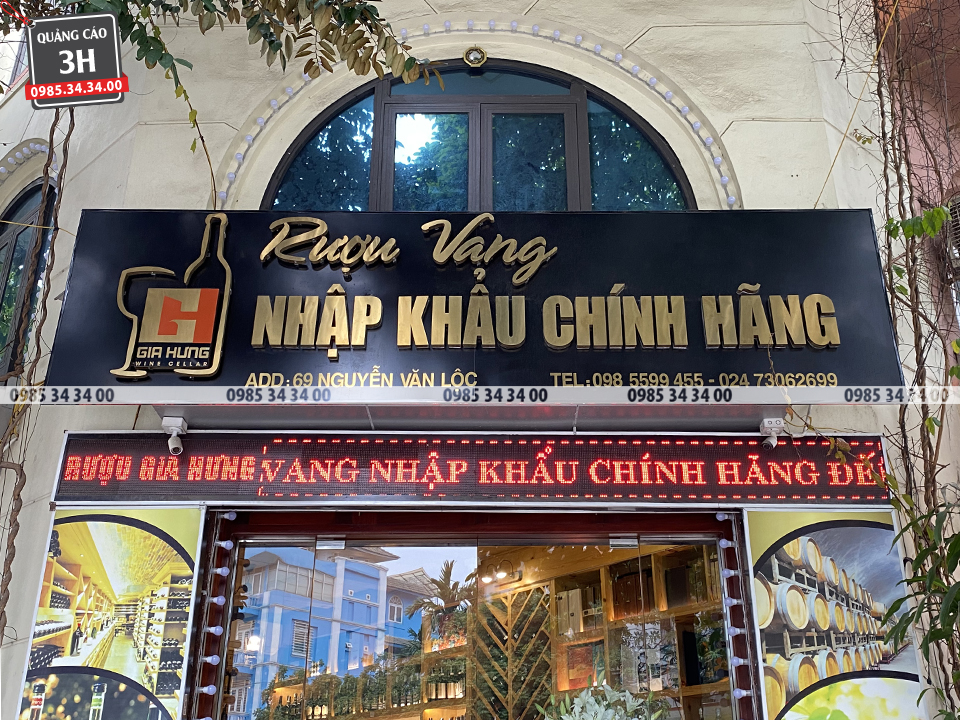 QUẢNG CÁO
3H
0985.34.34.00
Rượu Vang
NHẬP KHẨU CHÍNH HÃNG
GIA HƯNG
WINE CELLAR
ADD: 69 NGUYỄN VĂN LỘC TEL: 098 5599 455 - 024 73062699
0985 34 34 00 0985 34 34 00 0985 34 34 00 0985 34 34 00 0985 34 34 00
RƯỢU GIA HƯNG VANG NHẬP KHẨU CHÍNH HÃNG ĐẾ